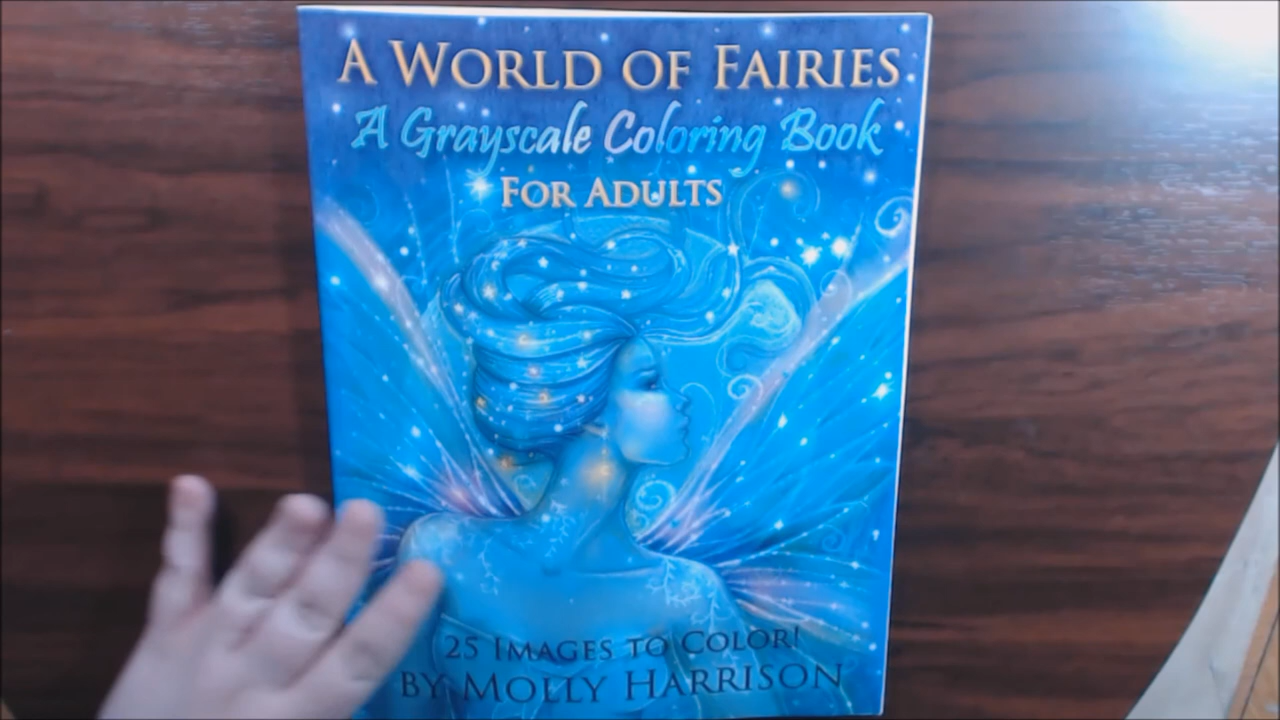 A WORLD OF FAIRIES
A Grayscale Coloring Book
FOR ADULTS
25 IMAGES TO COLOR!
BY MOLLY HARRISON